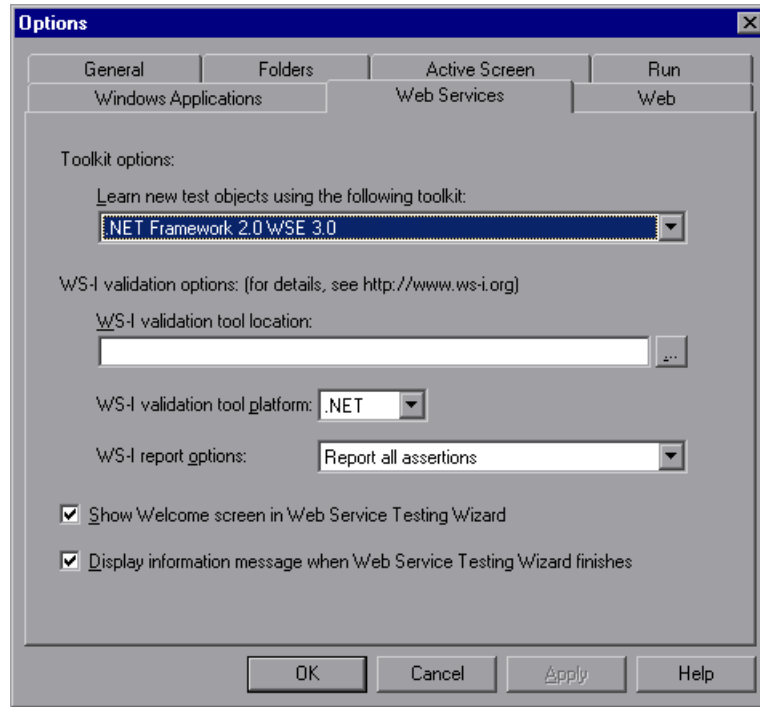 Options
General Folders Active Screen Run
Windows Applications Web Services Web
Toolkit options:
Learn new test objects using the following toolkit:
.NET Framework 2.0 WSE 3.0
WS-I validation options: (for details, see http://www.ws-i.org)
WS-I validation tool location:
...
WS-I validation tool platform: .NET
WS-I report options: Report all assertions
Show Welcome screen in Web Service Testing Wizard
Display information message when Web Service Testing Wizard finishes
OK Cancel Apply Help